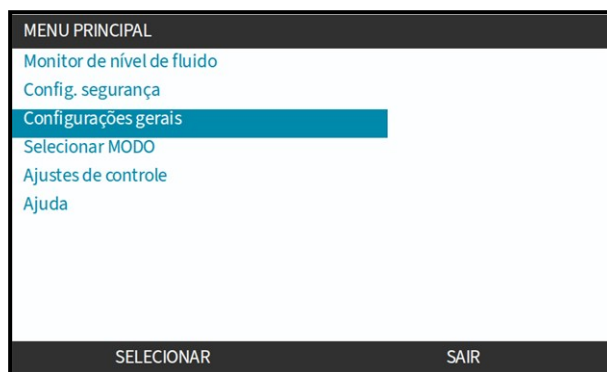 MENU PRINCIPAL
Monitor de nível de fluido
Config. segurança
Configurações gerais
Selecionar MODO
Ajustes de controle
Ajuda
SELECIONAR SAIR